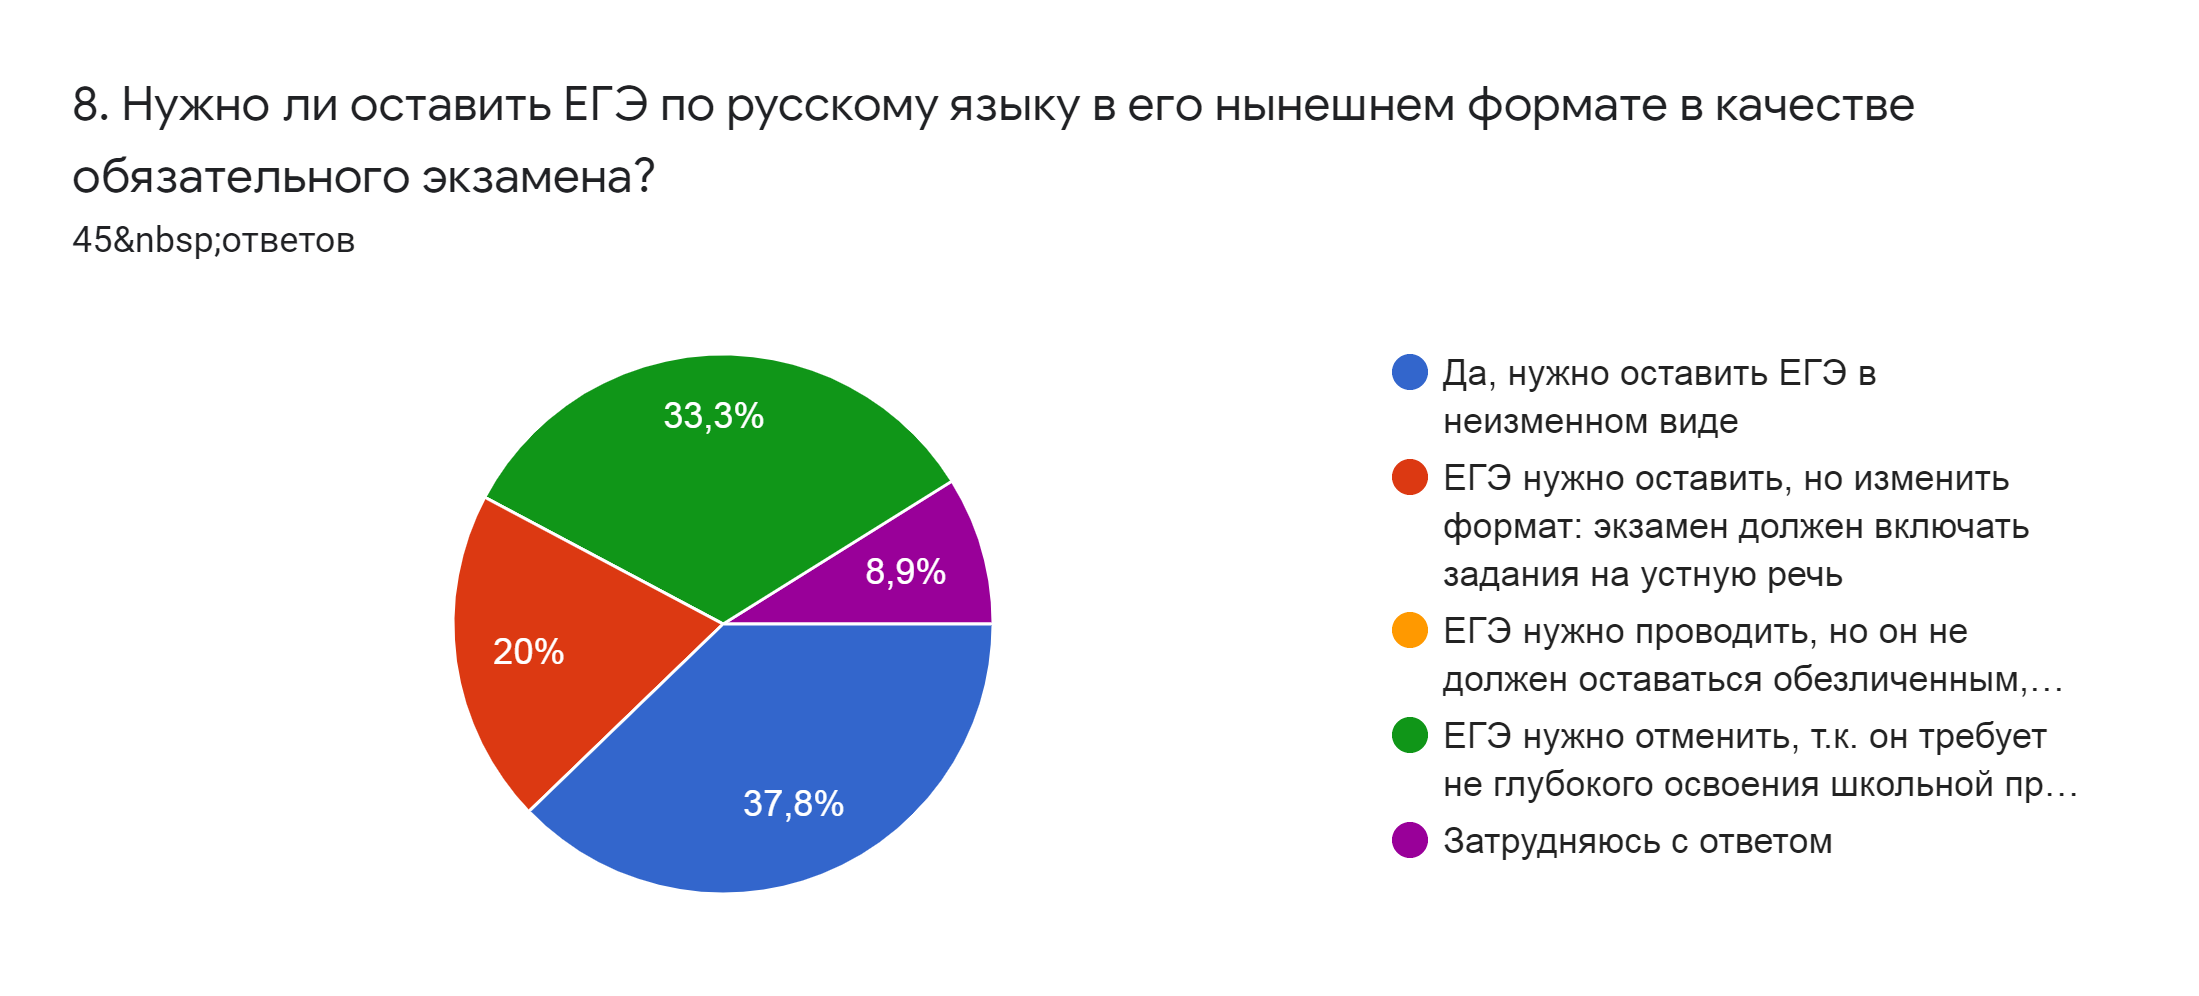 8. Нужно ли оставить ЕГЭ по русскому языку в его нынешнем формате в качестве
обязательного экзамена?
45&nbsp;ответов
33,3%
8,9%
20%
37,8%
Да, нужно оставить ЕГЭ в
неизменном виде
ЕГЭ нужно оставить, но изменить
формат: экзамен должен включать
задания на устную речь
ЕГЭ нужно проводить, но он не
должен оставаться обезличенным,…
ЕГЭ нужно отменить, т.к. он требует
не глубокого освоения школьной пр…
Затрудняюсь с ответом